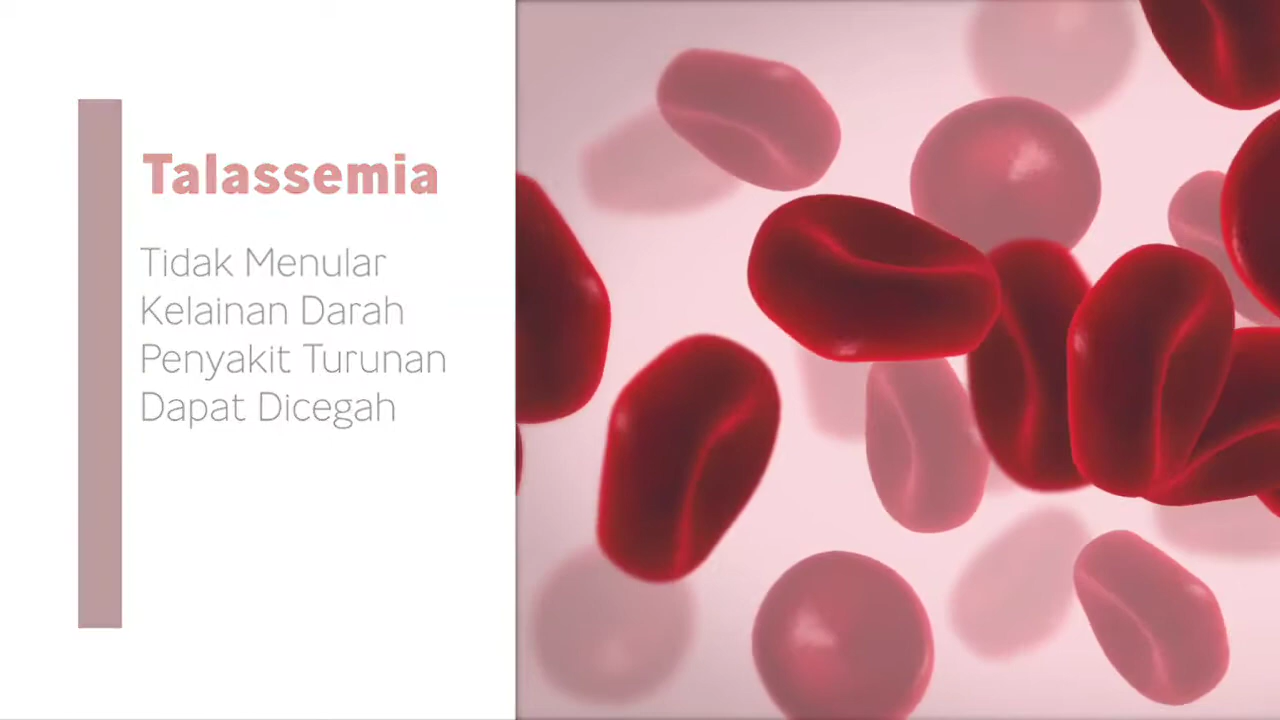 Talassemia
Tidak Menular
Kelainan Darah
Penyakit Turunan
Dapat Dicegah